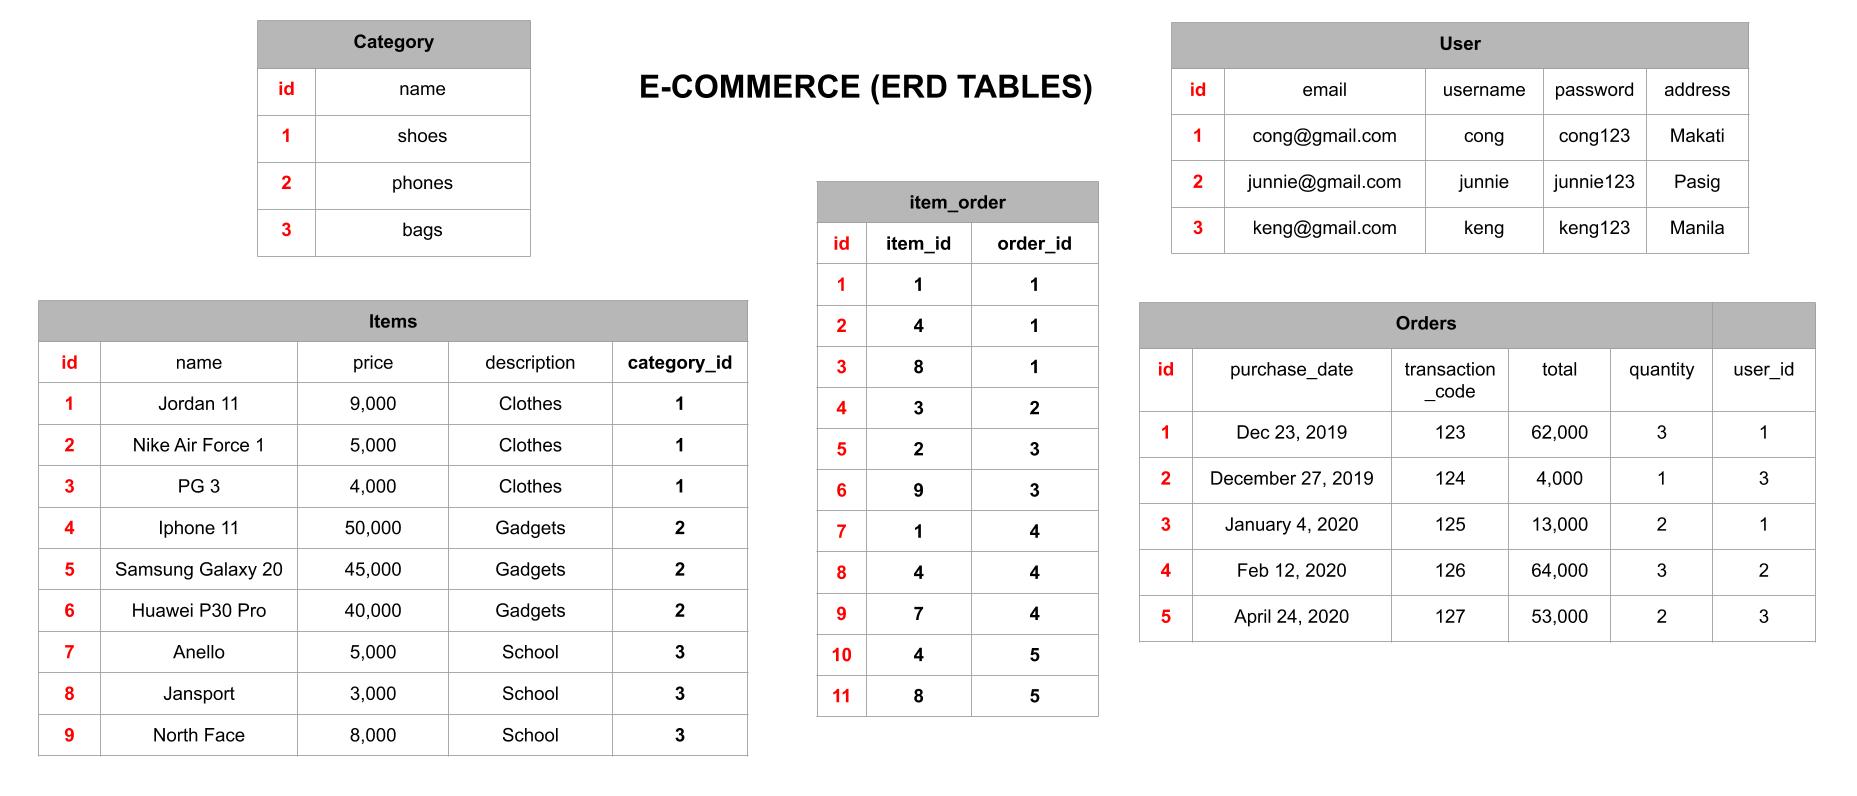 Category
id name
1 shoes
2 phones
3 bags
E-COMMERCE (ERD TABLES)
User
id email username password address
1 cong@gmail.com cong cong123 Makati
2 junnie@gmail.com junnie junnie123 Pasig
3 keng@gmail.com keng keng123 Manila
Items
id name price description category_id
1 Jordan 11 9,000 Clothes 1
2 Nike Air Force 1 5,000 Clothes 1
3 PG 3 4,000 Clothes 1
4 Iphone 11 50,000 Gadgets 2
5 Samsung Galaxy 20 45,000 Gadgets 2
6 Huawei P30 Pro 40,000 Gadgets 2
7 Anello 5,000 School 3
8 Jansport 3,000 School 3
9 North Face 8,000 School 3
item_order
id item_id order_id
1 1 1
2 4 1
3 8 1
4 3 2
5 2 3
6 9 3
7 1 4
8 4 4
9 7 4
10 4 5
11 8 5
Orders
id purchase_date transaction total quantity user_id
_code
1 Dec 23, 2019 123 62,000 3 1
2 December 27, 2019 124 4,000 1 3
3 January 4, 2020 125 13,000 2 1
4 Feb 12, 2020 126 64,000 3 2
5 April 24, 2020 127 53,000 2 3